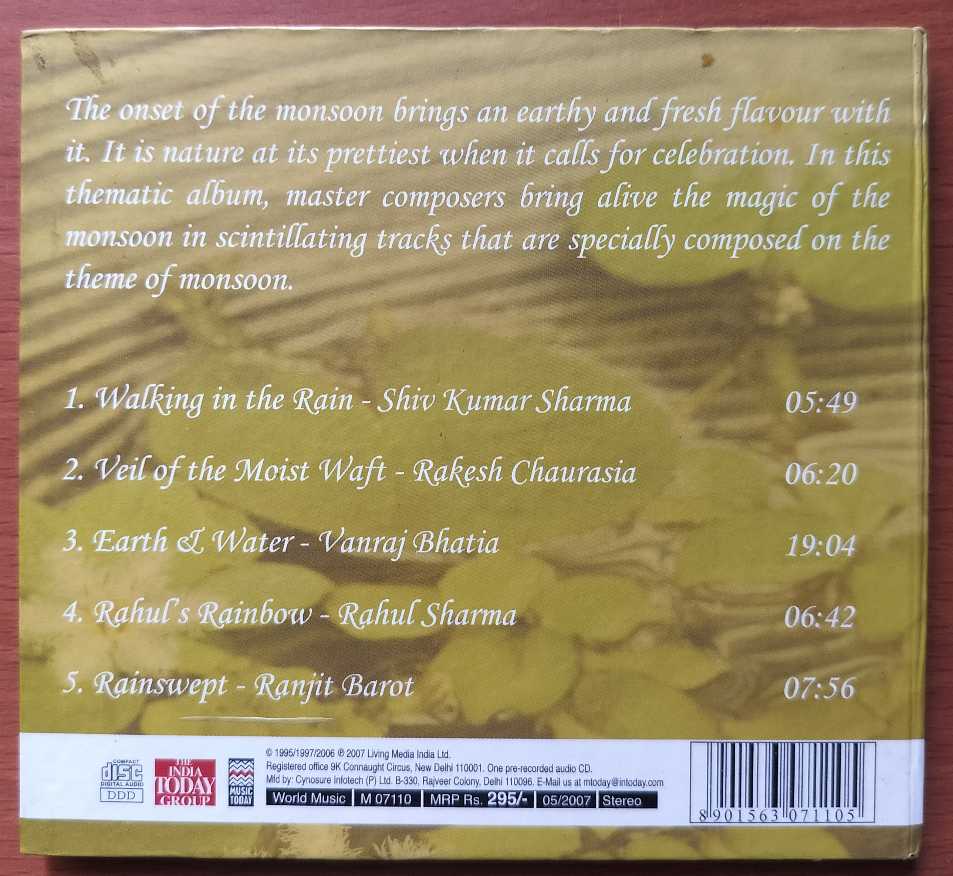 The onset of the monsoon brings an earthy and fresh flavour with
it. It is nature at its prettiest when it calls for celebration. In this
thematic album, master composers bring alive the magic of the
monsoon in scintillating tracks that are specially composed on the
theme of monsoon.
1. Walking in the Rain - Shiv Kumar Sharma 05:49
2. Veil of the Moist Waft - Rakesh Chaurasia 06:20
3. Earth & Water - Vanraj Bhatia 19:04
4. Rahul's Rainbow - Rahul Sharma 06:42
5. Rainswept - Ranjit Barot 07:56
COMPACT
disc
DIGITAL AUDIO
DDD
THE
INDIA
TODAY
GROUP
MUSIC
TODAY
© 1995/1997/2006 ℗ 2007 Living Media India Ltd.
Registered office 9K Connaught Circus, New Delhi 110001. One pre-recorded audio CD.
Mfd by: Cynosure Infotech (P) Ltd. B-330, Rajveer Colony, Delhi 110096. E-Mail us at mtoday@intoday.com
World Music M 07110 MRP Rs. 295/- 05/2007 Stereo
8 901563 071105